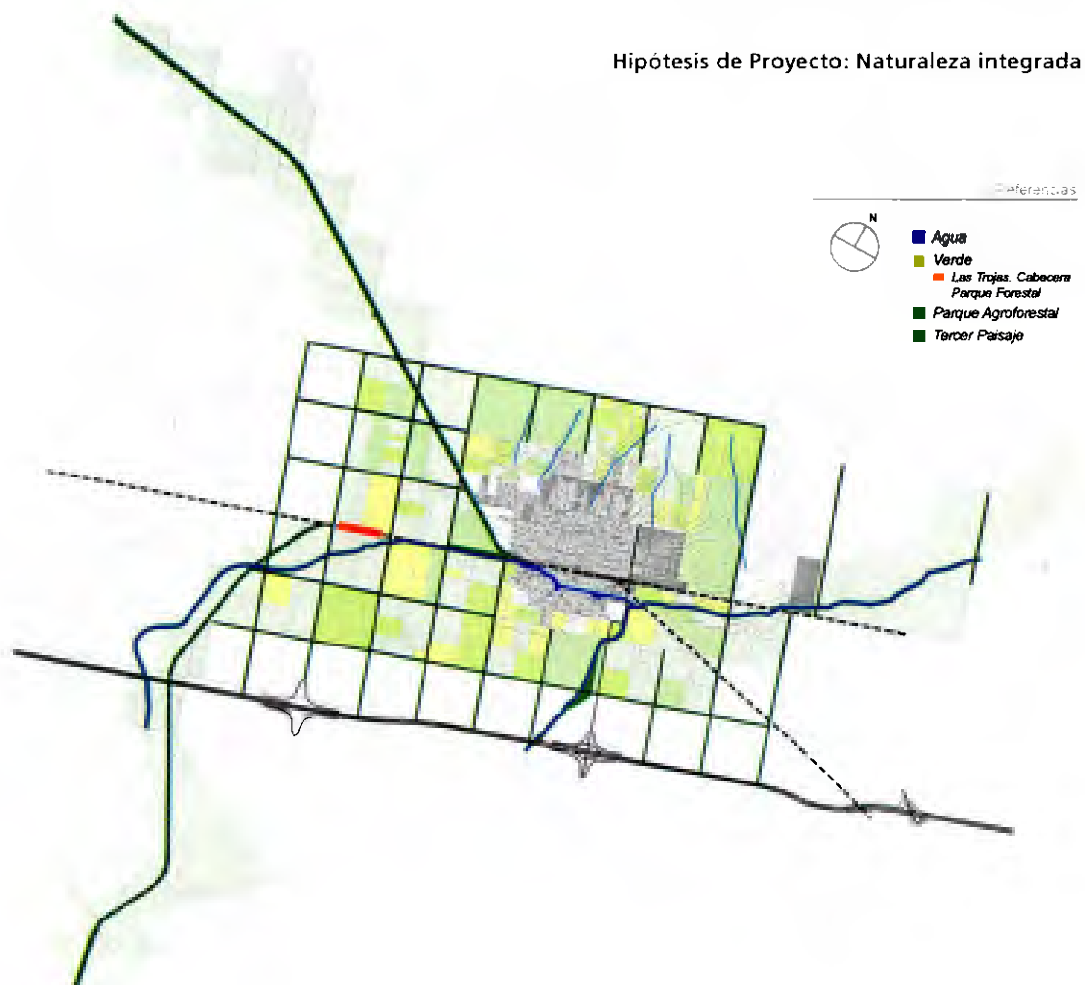 Hipótesis de Proyecto: Naturaleza integrada
Referencias
N
Agua
Verde
Las Trojas. Cabecera
Parque Forestal
Parque Agroforestal
Tercer Paisaje